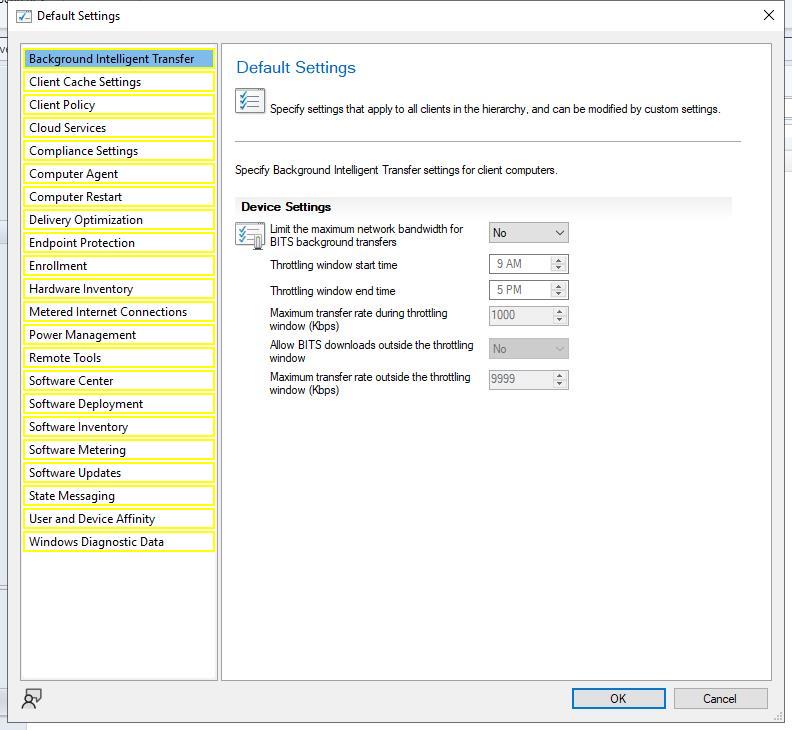 Default Settings
Background Intelligent Transfer
Client Cache Settings
Client Policy
Cloud Services
Compliance Settings
Computer Agent
Computer Restart
Delivery Optimization
Endpoint Protection
Enrollment
Hardware Inventory
Metered Internet Connections
Power Management
Remote Tools
Software Center
Software Deployment
Software Inventory
Software Metering
Software Updates
State Messaging
User and Device Affinity
Windows Diagnostic Data
Default Settings
Specify settings that apply to all clients in the hierarchy, and can be modified by custom settings.
Specify Background Intelligent Transfer settings for client computers.
Device Settings
Limit the maximum network bandwidth for
BITS background transfers
No
Throttling window start time
9 AM
Throttling window end time
5 PM
Maximum transfer rate during throttling
window (Kbps)
1000
Allow BITS downloads outside the throttling
window
No
Maximum transfer rate outside the throttling
window (Kbps)
9999
OK
Cancel